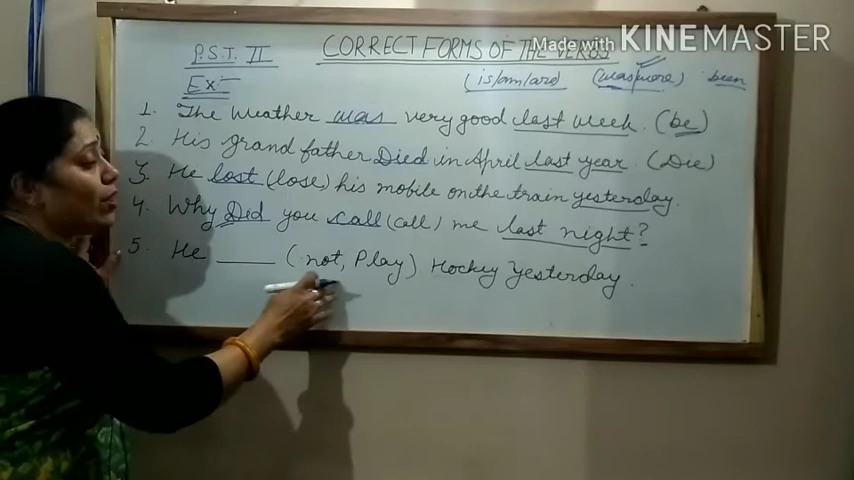 Made with KINEMASTER
P.S.T. II CORRECT FORMS OF THE VERBS
Ex:- (is/am/are) (was/were) been
1. The weather was very good last week. (be)
2. His grand father Died in April last year. (Die)
3. He lost (lose) his mobile on the train yesterday.
4. Why Did you call (call) me last night?
5. He ____ (not, Play) Hockey Yesterday.